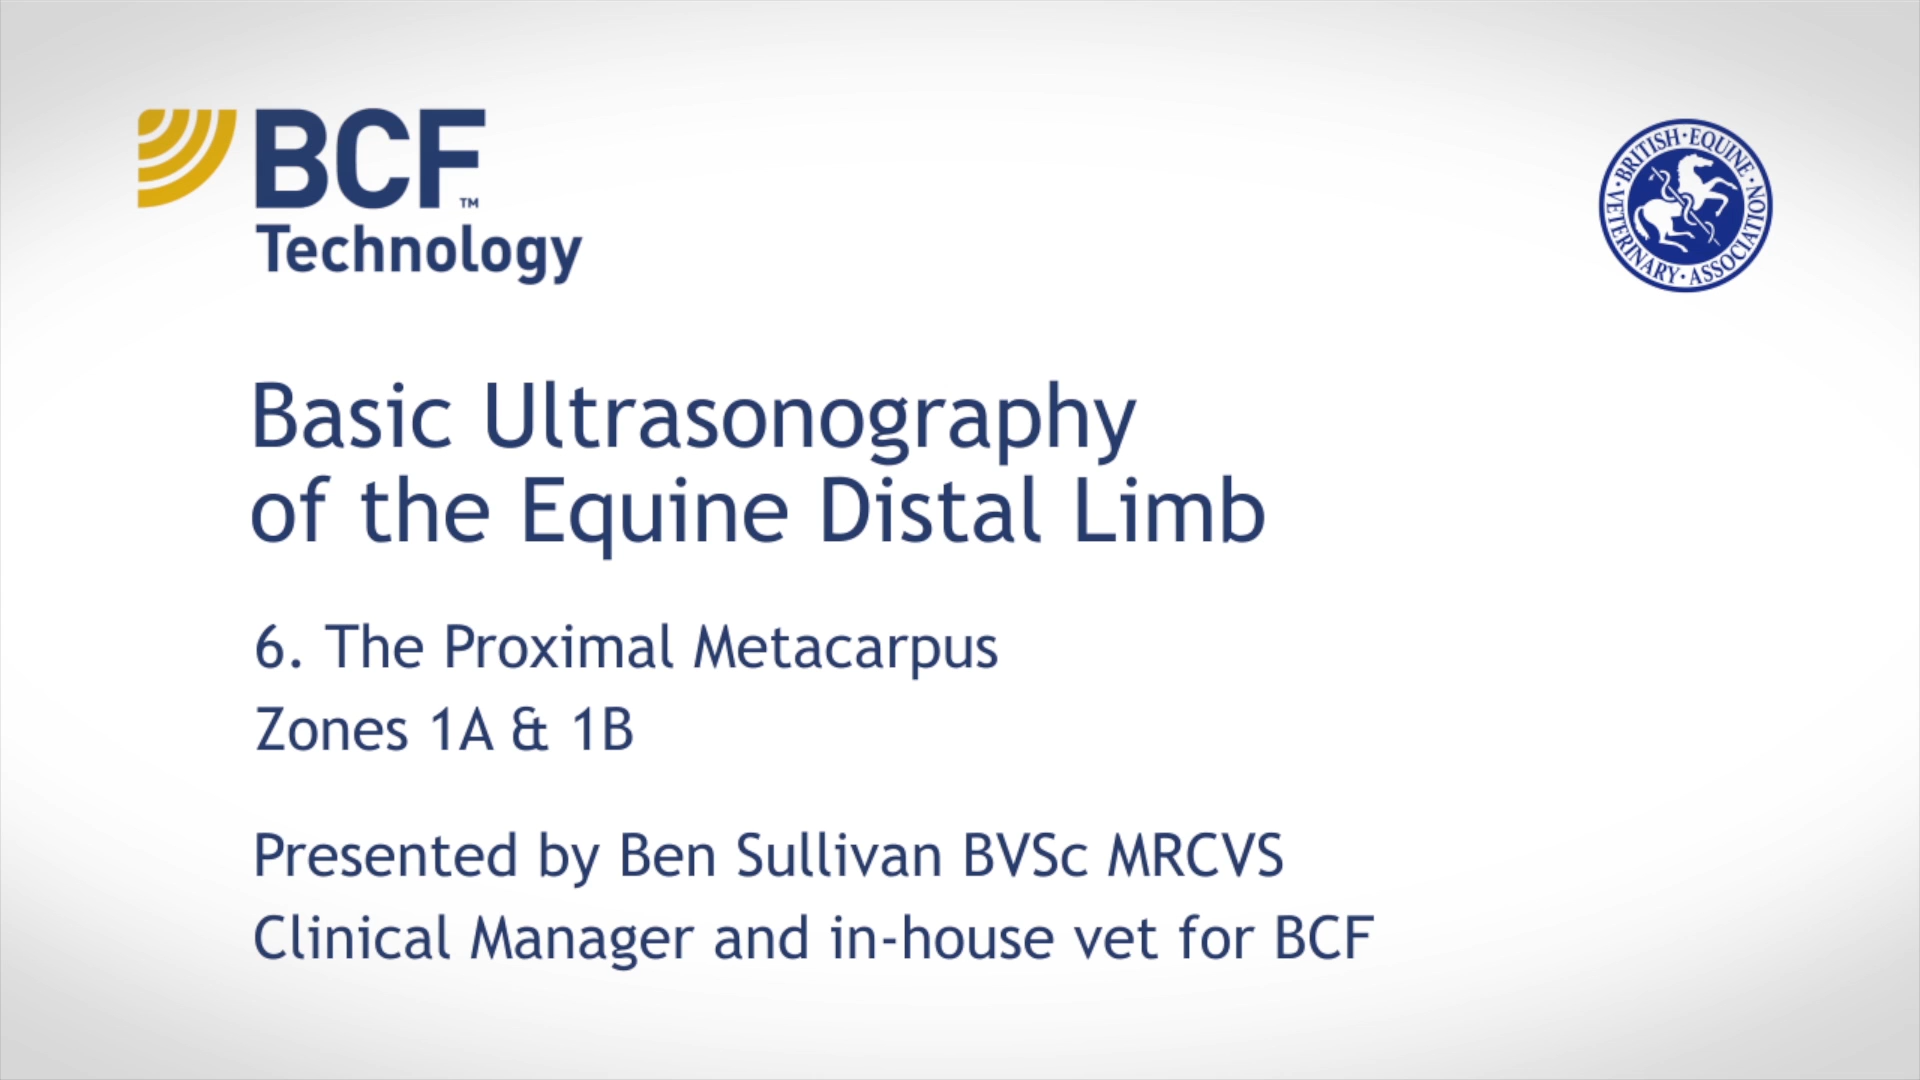 BCF
TM
Technology
BRITISH·EQUINE·
VETERINARY·ASSOCIATION
Basic Ultrasonography
of the Equine Distal Limb
6. The Proximal Metacarpus
Zones 1A & 1B
Presented by Ben Sullivan BVSc MRCVS
Clinical Manager and in-house vet for BCF